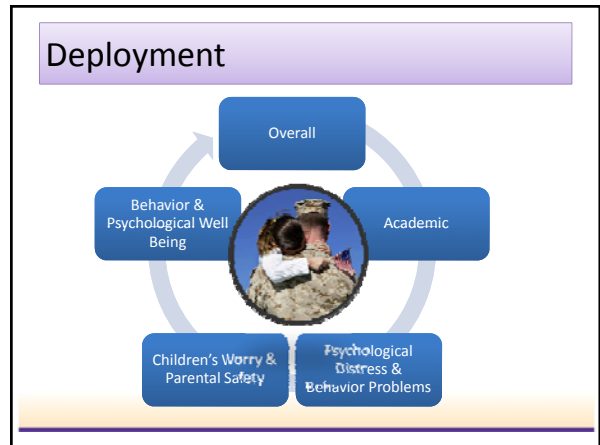 Deployment
Overall
Academic
Psychological
Distress &
Behavior Problems
Children's Worry &
Parental Safety
Behavior &
Psychological Well
Being